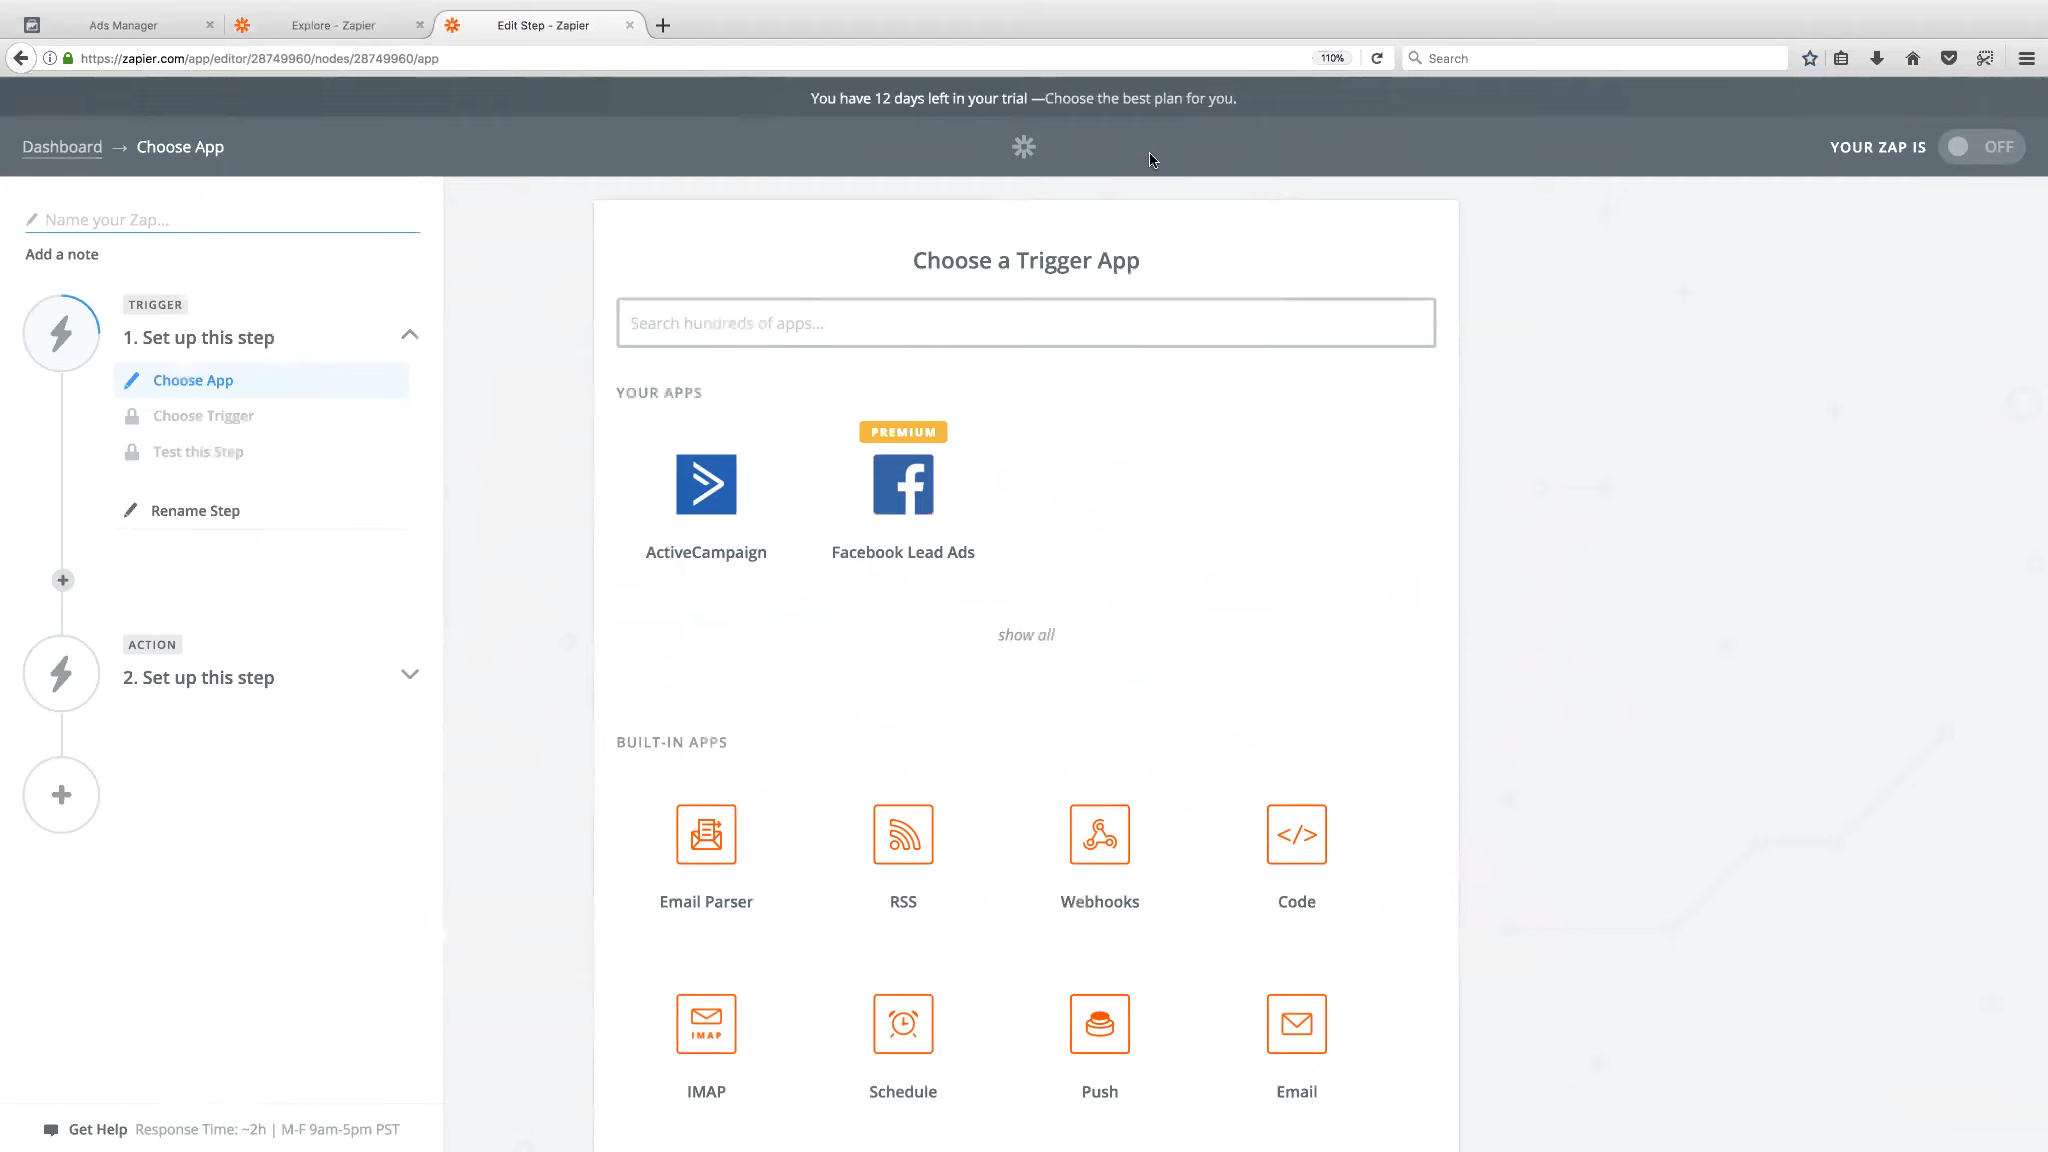 Ads Manager
Explore - Zapier
Edit Step - Zapier
https://zapier.com/app/editor/28749960/nodes/28749960/app
110%
Search
You have 12 days left in your trial —Choose the best plan for you.
Dashboard → Choose App
YOUR ZAP IS
OFF
Name your Zap...
Add a note
TRIGGER
1. Set up this step
Choose App
Choose Trigger
Test this Step
Rename Step
ACTION
2. Set up this step
Get Help Response Time: ~2h | M-F 9am-5pm PST
Choose a Trigger App
Search hundreds of apps...
YOUR APPS
PREMIUM
ActiveCampaign
Facebook Lead Ads
show all
BUILT-IN APPS
Email Parser
RSS
Webhooks
Code
IMAP
IMAP
Schedule
Push
Email